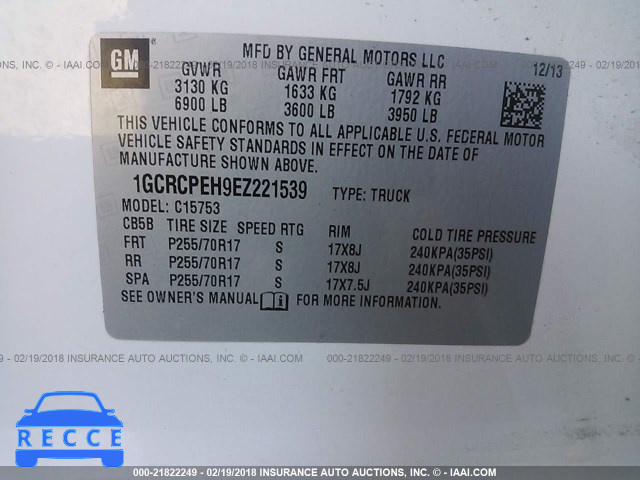 GM
MFD BY GENERAL MOTORS LLC
GVWR GAWR FRT GAWR RR 12/13
3130 KG 1633 KG 1792 KG
6900 LB 3600 LB 3950 LB
THIS VEHICLE CONFORMS TO ALL APPLICABLE U.S. FEDERAL MOTOR
VEHICLE SAFETY STANDARDS IN EFFECT ON THE DATE OF
MANUFACTURE SHOWN ABOVE.
1GCRCPEH9EZ221539 TYPE: TRUCK
MODEL: C15753
CB5B TIRE SIZE SPEED RTG RIM COLD TIRE PRESSURE
FRT P255/70R17 S 17X8J 240KPA(35PSI)
RR P255/70R17 S 17X8J 240KPA(35PSI)
SPA P255/70R17 S 17X7.5J 240KPA(35PSI)
SEE OWNER'S MANUAL FOR MORE INFORMATION.
000-21822249 - 02/19/2018 INSURANCE AUTO AUCTIONS, INC. - © IAAI.COM
RECCE
000-21822249 - 02/19/2018 INSURANCE AUTO AUCTIONS, INC. - © IAAI.COM